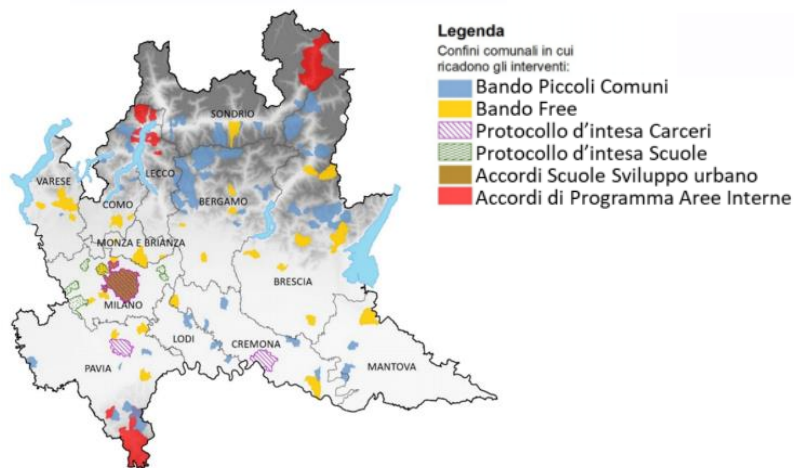 Legenda
Confini comunali in cui
ricadono gli interventi:
Bando Piccoli Comuni
Bando Free
Protocollo d'intesa Carceri
Protocollo d'intesa Scuole
Accordi Scuole Sviluppo urbano
Accordi di Programma Aree Interne
SONDRIO
LECCO
VARESE
COMO
BERGAMO
MONZA E BRIANZA
BRESCIA
MILANO
LODI
CREMONA
PAVIA
MANTOVA